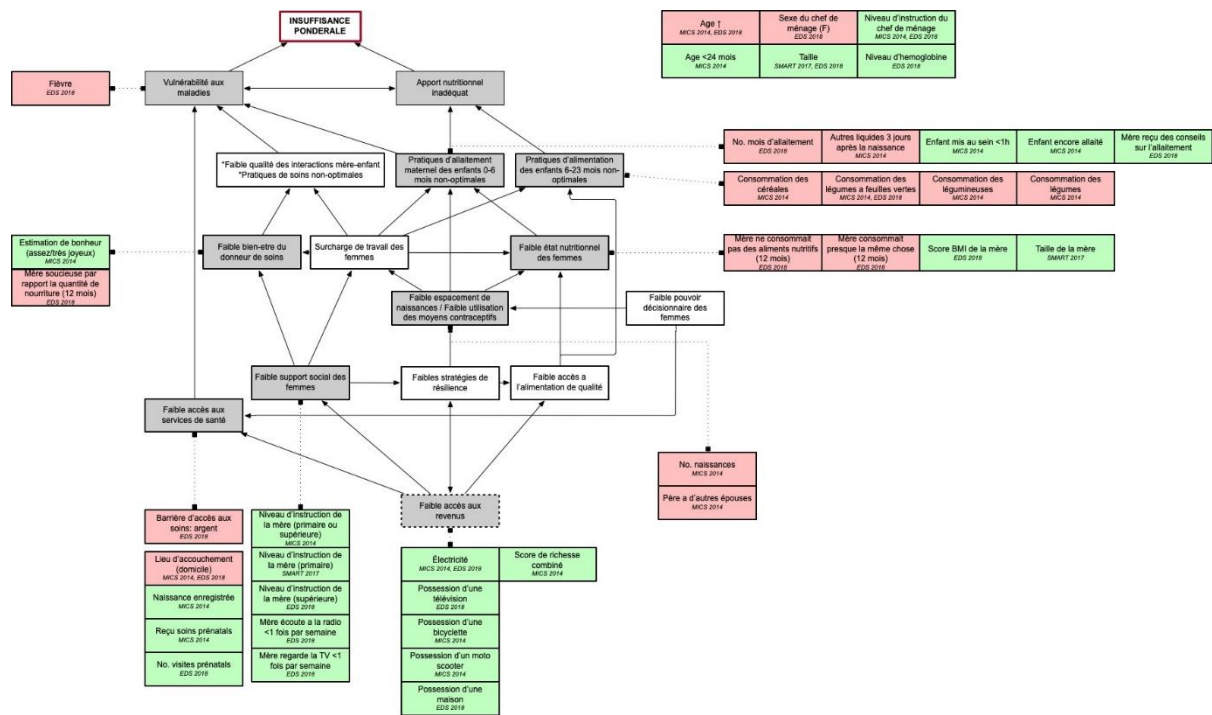 INSUFFISANCE
PONDERALE
Age ↑
MICS 2014, EDS 2018
Sexe du chef de
ménage (F)
EDS 2018
Niveau d'instruction du
chef de ménage
MICS 2014, EDS 2018
Age <24 mois
MICS 2014
Taille
SMART 2017, EDS 2018
Niveau d'hemoglobine
EDS 2018
Fièvre
EDS 2018
Vulnérabilité aux
maladies
Apport nutritionnel
inadéquat
*Faible qualité des interactions mère-enfant
*Pratiques de soins non-optimales
Pratiques d'allaitement
maternel des enfants 0-6
mois non-optimales
Pratiques d'alimentation
des enfants 6-23 mois non-
optimales
No. mois d'allaitement
EDS 2018
Autres liquides 3 jours
après la naissance
MICS 2014
Enfant mis au sein <1h
MICS 2014
Enfant encore allaité
MICS 2014
Mère reçu des conseils
sur l'allaitement
EDS 2018
Consommation des
céréales
MICS 2014
Consommation des
légumes a feuilles vertes
MICS 2014, EDS 2018
Consommation des
légumineuses
MICS 2014
Consommation des
légumes
MICS 2014
Estimation de bonheur
(assez/très joyeux)
MICS 2014
Mère soucieuse par
rapport la quantité de
nourriture (12 mois)
EDS 2018
Faible bien-etre du
donneur de soins
Surcharge de travail des
femmes
Faible état nutritionnel
des femmes
Mère ne consommait
pas des aliments nutritifs
(12 mois)
EDS 2018
Mère consommait
presque la même chose
(12 mois)
EDS 2018
Score BMI de la mère
EDS 2018
Taille de la mère
SMART 2017
Faible espacement de
naissances / Faible utilisation
des moyens contraceptifs
Faible pouvoir
décisionnaire des
femmes
Faible support social des
femmes
Faibles stratégies de
résilience
Faible accès a
l'alimentation de qualité
Faible accès aux
services de santé
No. naissances
MICS 2014
Père a d'autres épouses
MICS 2014
Faible accès aux
revenus
Barrière d'accès aux
soins: argent
EDS 2018
Lieu d'accouchement
(domicile)
MICS 2014, EDS 2018
Naissance enregistrée
MICS 2014
Reçu soins prénatals
MICS 2014
No. visites prénatals
EDS 2018
Niveau d'instruction de
la mère (primaire ou
supérieure)
MICS 2014
Niveau d'instruction de
la mère (primaire)
SMART 2017
Niveau d'instruction de
la mère (supérieure)
EDS 2018
Mère écoute a la radio
<1 fois par semaine
EDS 2018
Mère regarde la TV <1
fois par semaine
EDS 2018
Électricité
MICS 2014, EDS 2018
Score de richesse
combiné
MICS 2014
Possession d'une
télévision
EDS 2018
Possession d'une
bicyclette
MICS 2014
Possession d'un moto
scooter
MICS 2014
Possession d'une
maison
EDS 2018